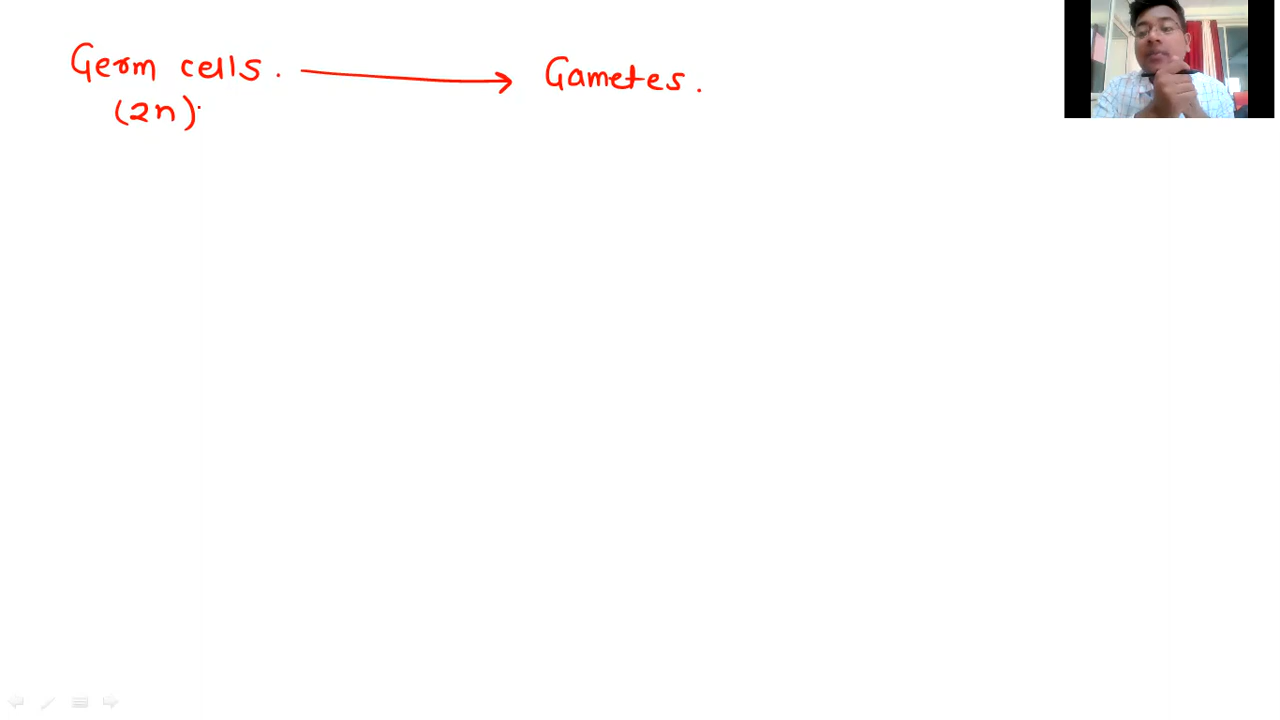 Germ cells. → Gametes.
(2n)